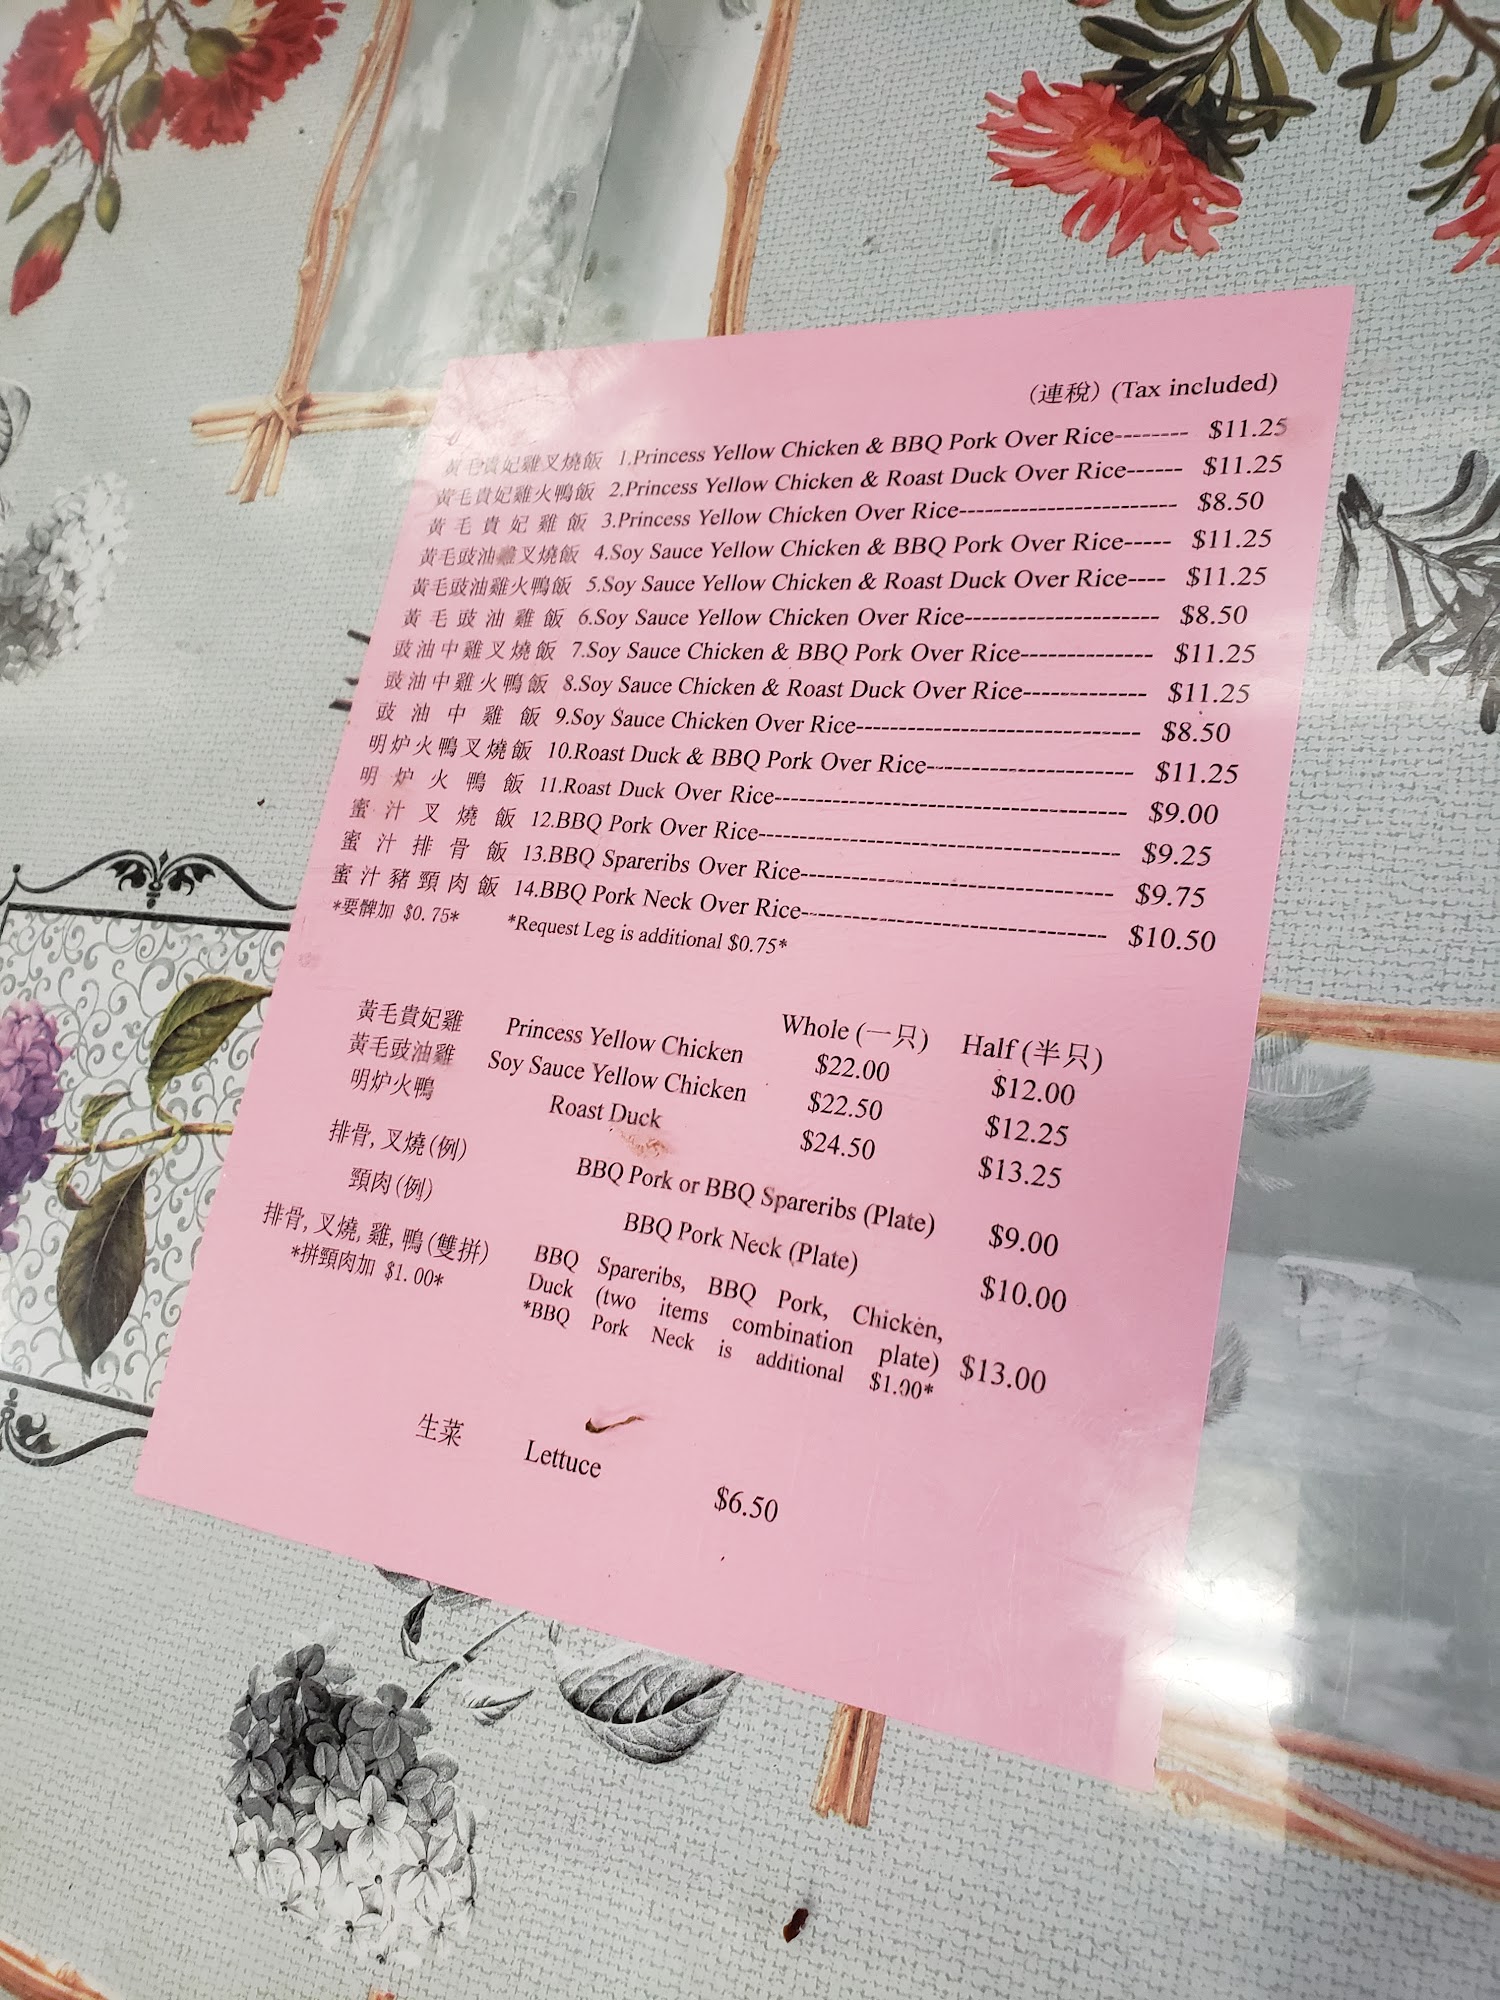 (連稅) (Tax included)
黃毛貴妃雞叉燒飯 1.Princess Yellow Chicken & BBQ Pork Over Rice-------- $11.25
黃毛貴妃雞火鴨飯 2.Princess Yellow Chicken & Roast Duck Over Rice------ $11.25
黃毛貴妃雞飯 3.Princess Yellow Chicken Over Rice------------------------- $8.50
黃毛豉油雞叉燒飯 4.Soy Sauce Yellow Chicken & BBQ Pork Over Rice----- $11.25
黃毛豉油雞火鴨飯 5.Soy Sauce Yellow Chicken & Roast Duck Over Rice---- $11.25
黃毛豉油雞飯 6.Soy Sauce Yellow Chicken Over Rice---------------------- $8.50
豉油中雞叉燒飯 7.Soy Sauce Chicken & BBQ Pork Over Rice-------------- $11.25
豉油中雞火鴨飯 8.Soy Sauce Chicken & Roast Duck Over Rice------------- $11.25
豉油中雞飯 9.Soy Sauce Chicken Over Rice-------------------------------- $8.50
明炉火鴨叉燒飯 10.Roast Duck & BBQ Pork Over Rice---------------------- $11.25
明炉火鴨飯 11.Roast Duck Over Rice-------------------------------------- $9.00
蜜汁叉燒飯 12.BBQ Pork Over Rice--------------------------------------- $9.25
蜜汁排骨飯 13.BBQ Spareribs Over Rice---------------------------------- $9.75
蜜汁豬頸肉飯 14.BBQ Pork Neck Over Rice--------------------------------- $10.50
*要髀加 $0.75* *Request Leg is additional $0.75*
Whole (一只) Half (半只)
黃毛貴妃雞 Princess Yellow Chicken $22.00 $12.00
黃毛豉油雞 Soy Sauce Yellow Chicken $22.50 $12.25
明炉火鴨 Roast Duck $24.50 $13.25
排骨, 叉燒(例) BBQ Pork or BBQ Spareribs (Plate) $9.00
頸肉(例) BBQ Pork Neck (Plate) $10.00
排骨, 叉燒, 雞, 鴨(雙拼) BBQ Spareribs, BBQ Pork, Chicken,
Duck (two items combination plate) $13.00
*拼頸肉加 $1.00* *BBQ Pork Neck is additional $1.00*
生菜 Lettuce $6.50